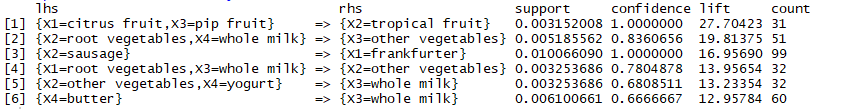 lhs rhs support confidence lift count
[1] {X1=citrus fruit,X3=pip fruit} => {X2=tropical fruit} 0.003152008 1.0000000 27.70423 31
[2] {X2=root vegetables,X4=whole milk} => {X3=other vegetables} 0.005185562 0.8360656 19.81375 51
[3] {X2=sausage} => {X1=frankfurter} 0.010066090 1.0000000 16.95690 99
[4] {X1=root vegetables,X3=whole milk} => {X2=other vegetables} 0.003253686 0.7804878 13.95654 32
[5] {X2=other vegetables,X4=yogurt} => {X3=whole milk} 0.003253686 0.6808511 13.23354 32
[6] {X4=butter} => {X3=whole milk} 0.006100661 0.6666667 12.95784 60